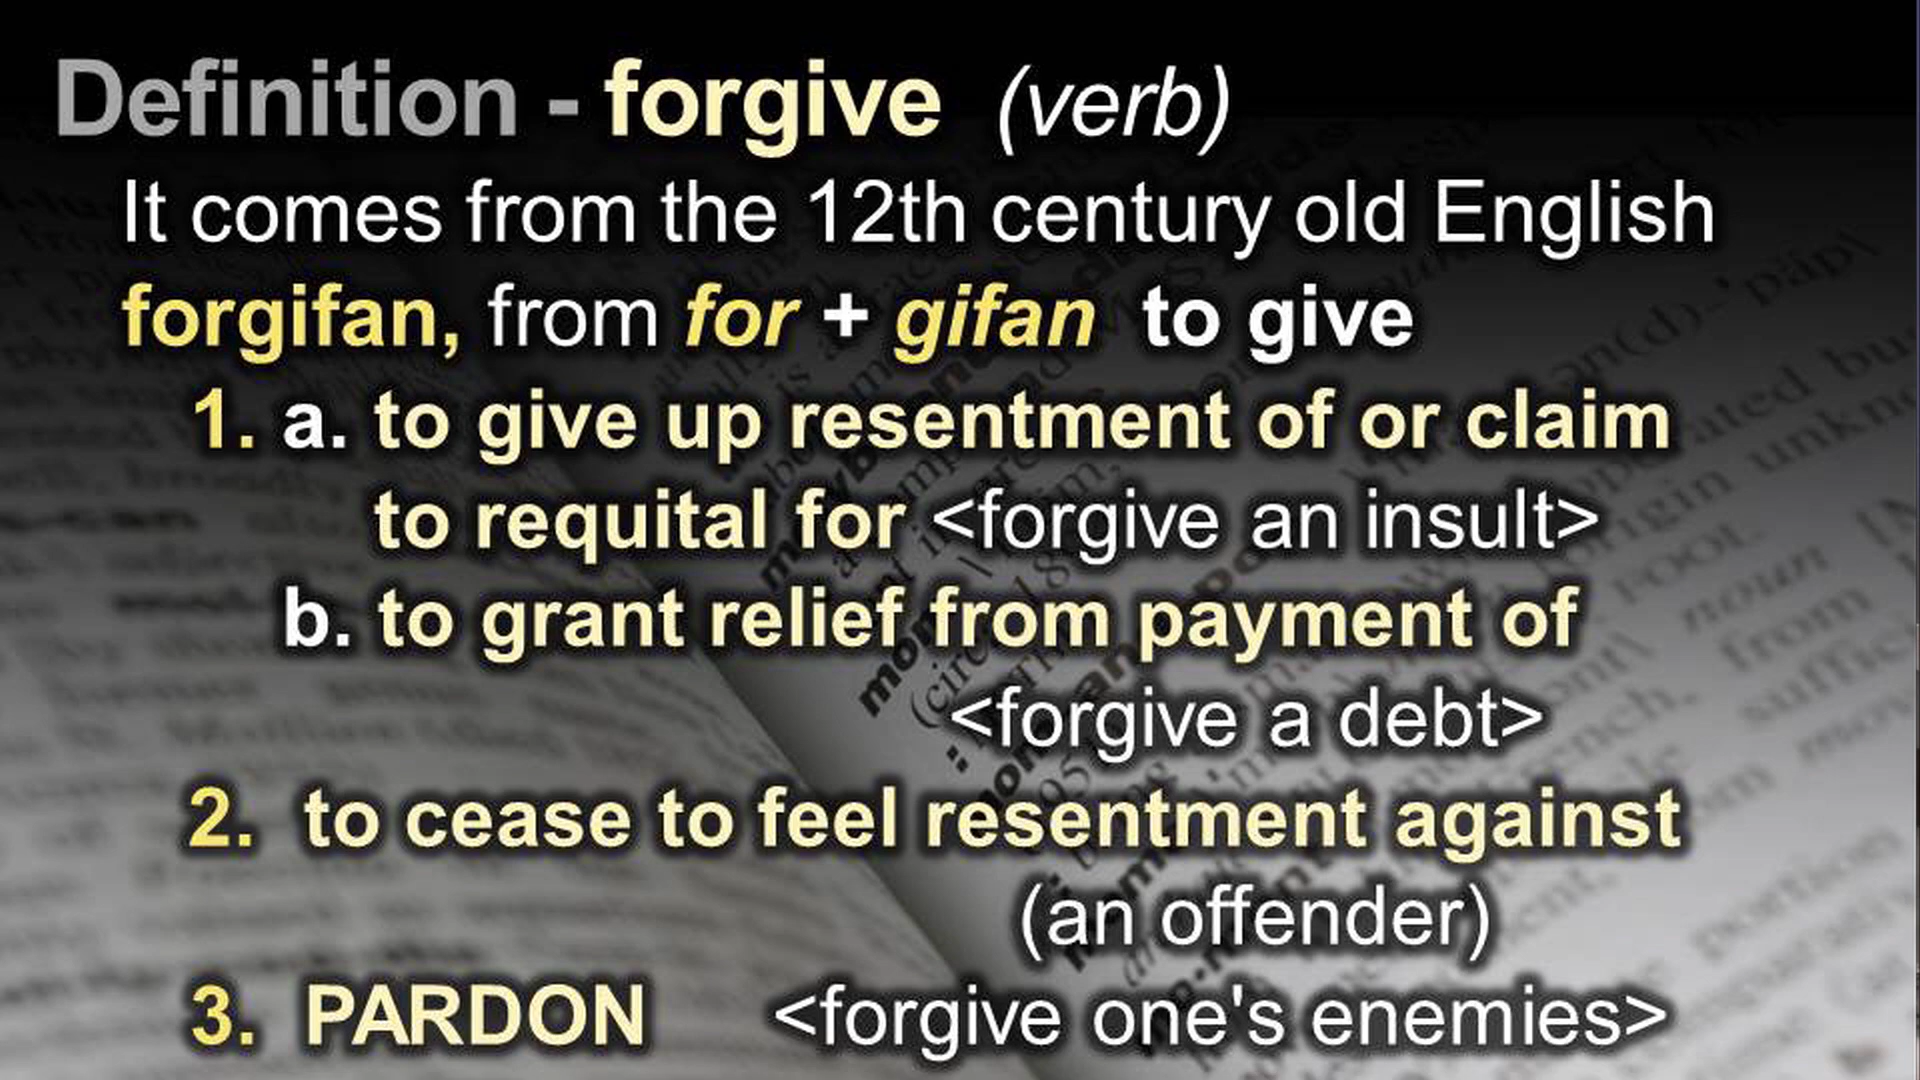 Definition - forgive (verb)
It comes from the 12th century old English
forgifan, from for + gifan to give
1. a. to give up resentment of or claim
to requital for <forgive an insult>
b. to grant relief from payment of
<forgive a debt>
2. to cease to feel resentment against
(an offender)
3. PARDON <forgive one's enemies>